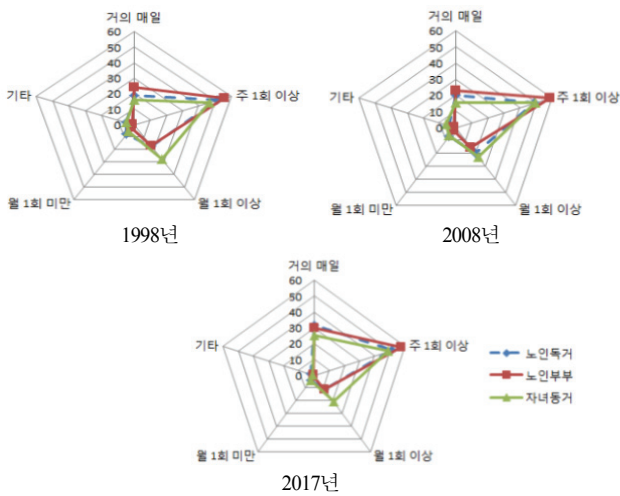 거의 매일
60
50
40
30
20
10
0
주 1회 이상
월 1회 이상
월 1회 미만
기타
1998년
거의 매일
60
50
40
30
20
10
0
주 1회 이상
월 1회 이상
월 1회 미만
기타
2008년
거의 매일
60
50
40
30
20
10
0
주 1회 이상
월 1회 이상
월 1회 미만
기타
2017년
노인독거
노인부부
자녀동거